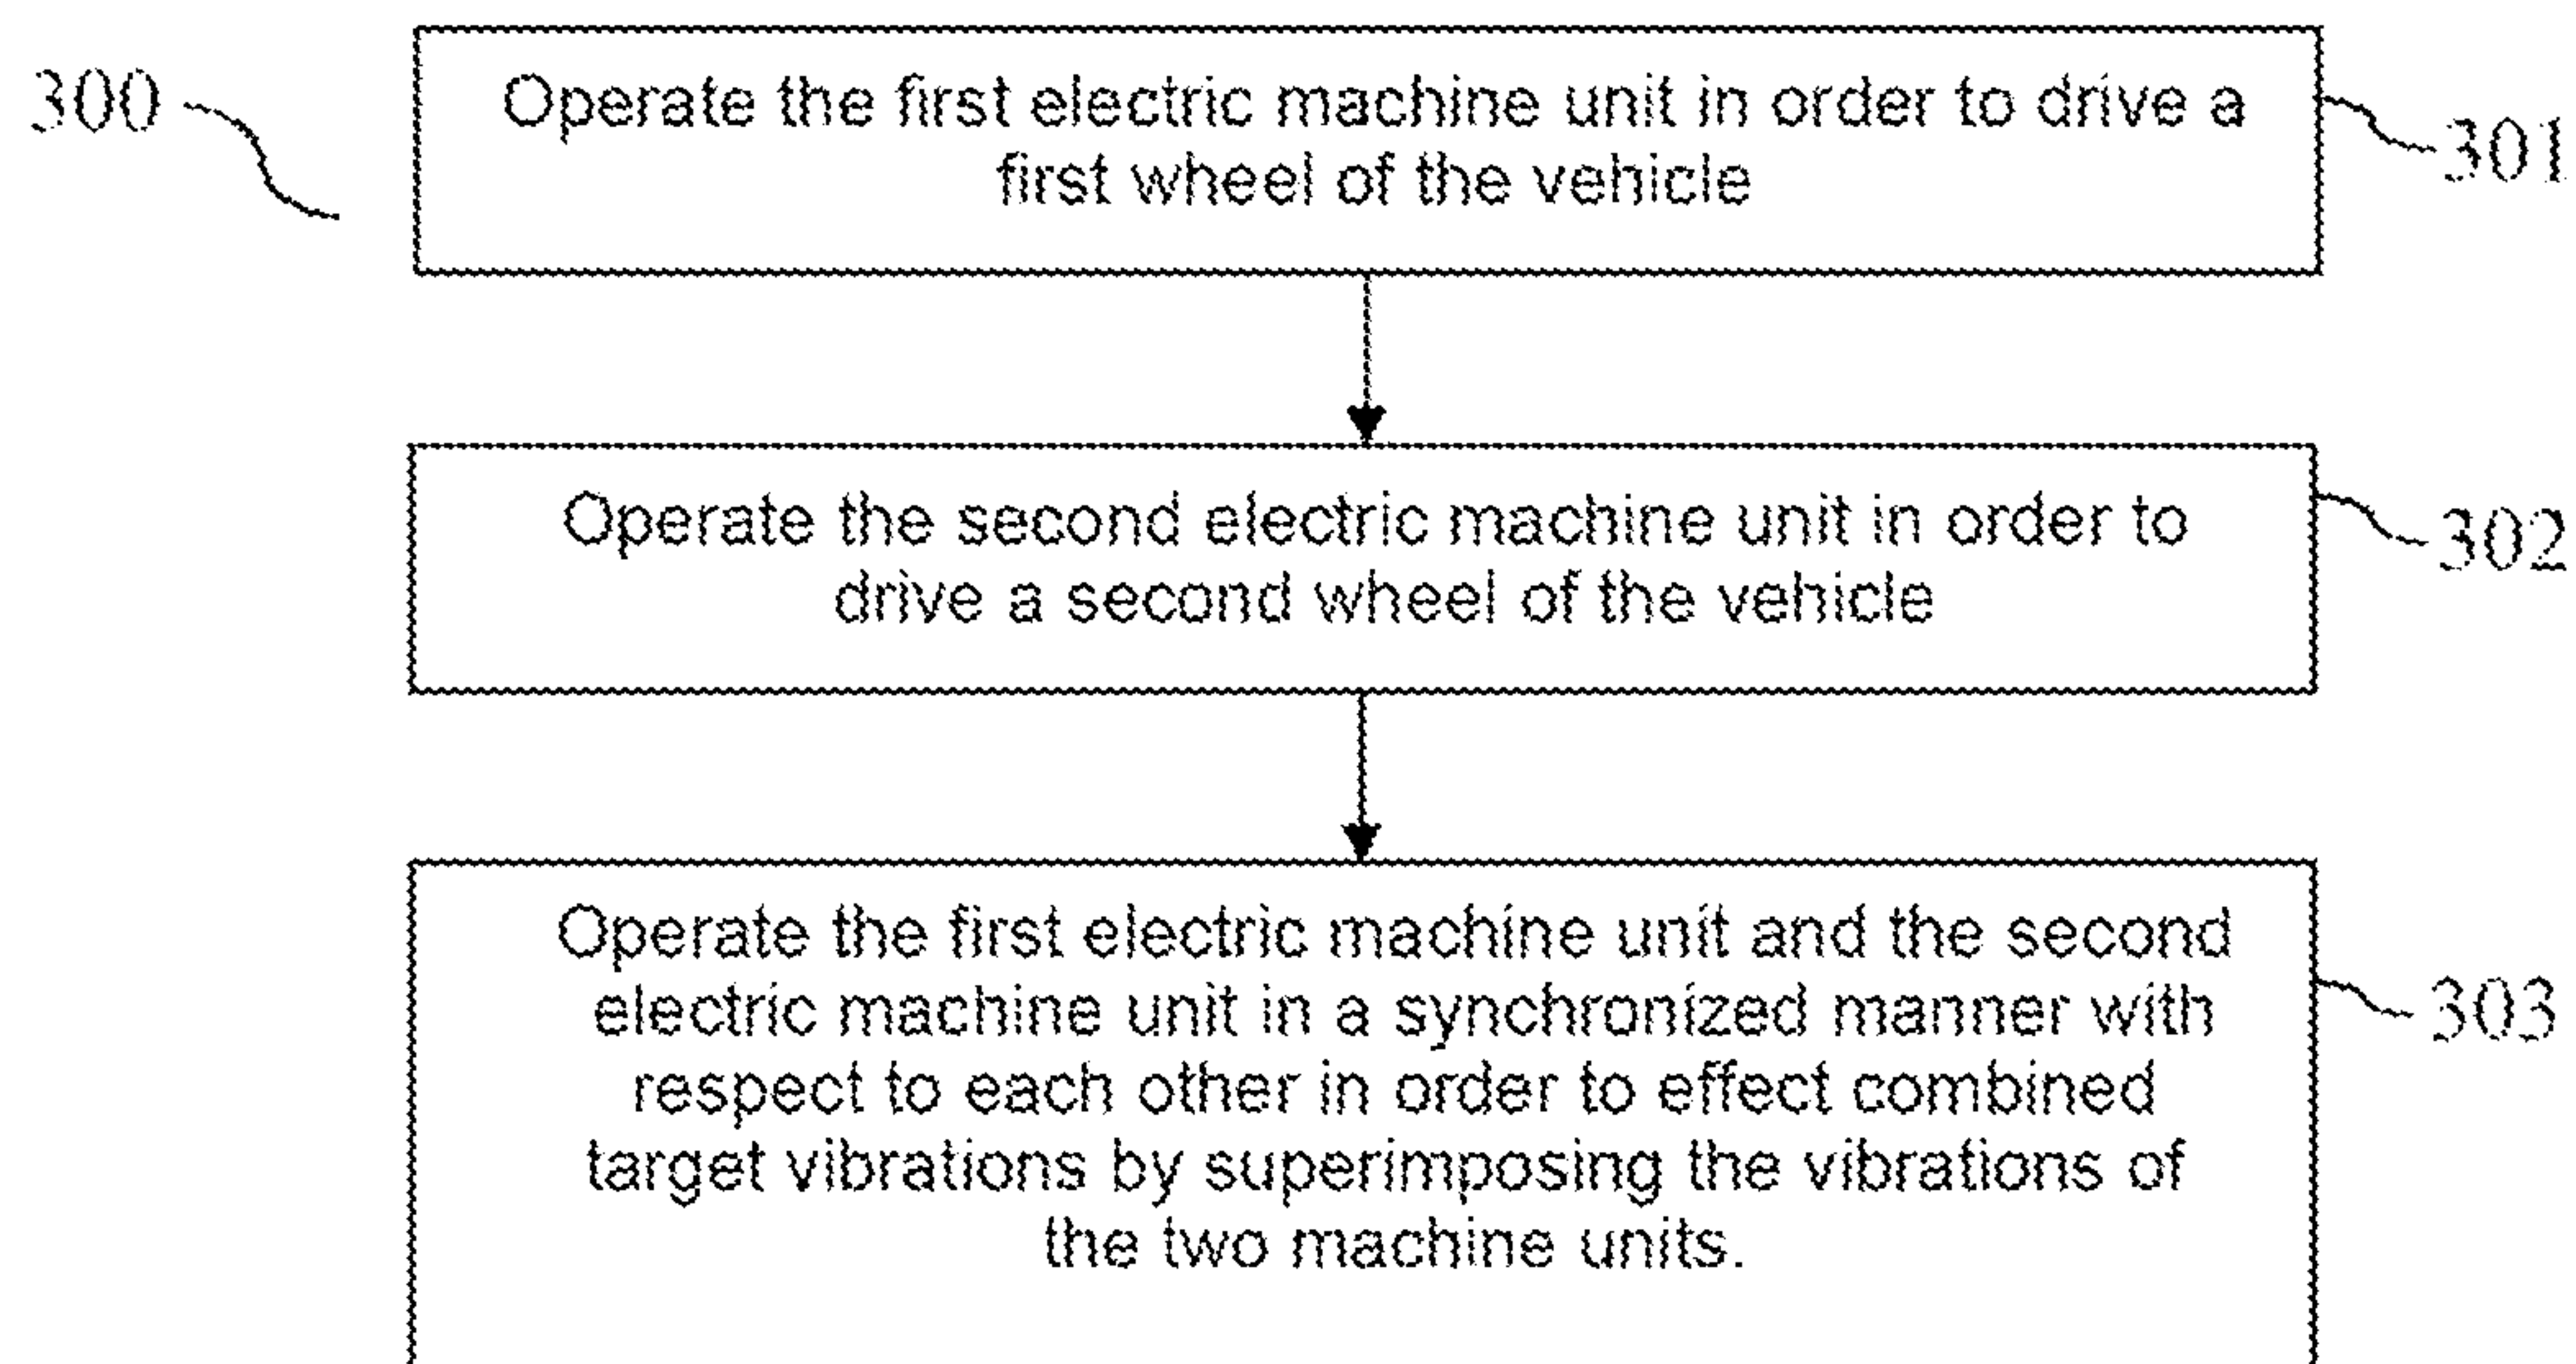 300
Operate the first electric machine unit in order to drive a
first wheel of the vehicle
301
Operate the second electric machine unit in order to
drive a second wheel of the vehicle
302
Operate the first electric machine unit and the second
electric machine unit in a synchronized manner with
respect to each other in order to effect combined
target vibrations by superimposing the vibrations of
the two machine units.
303